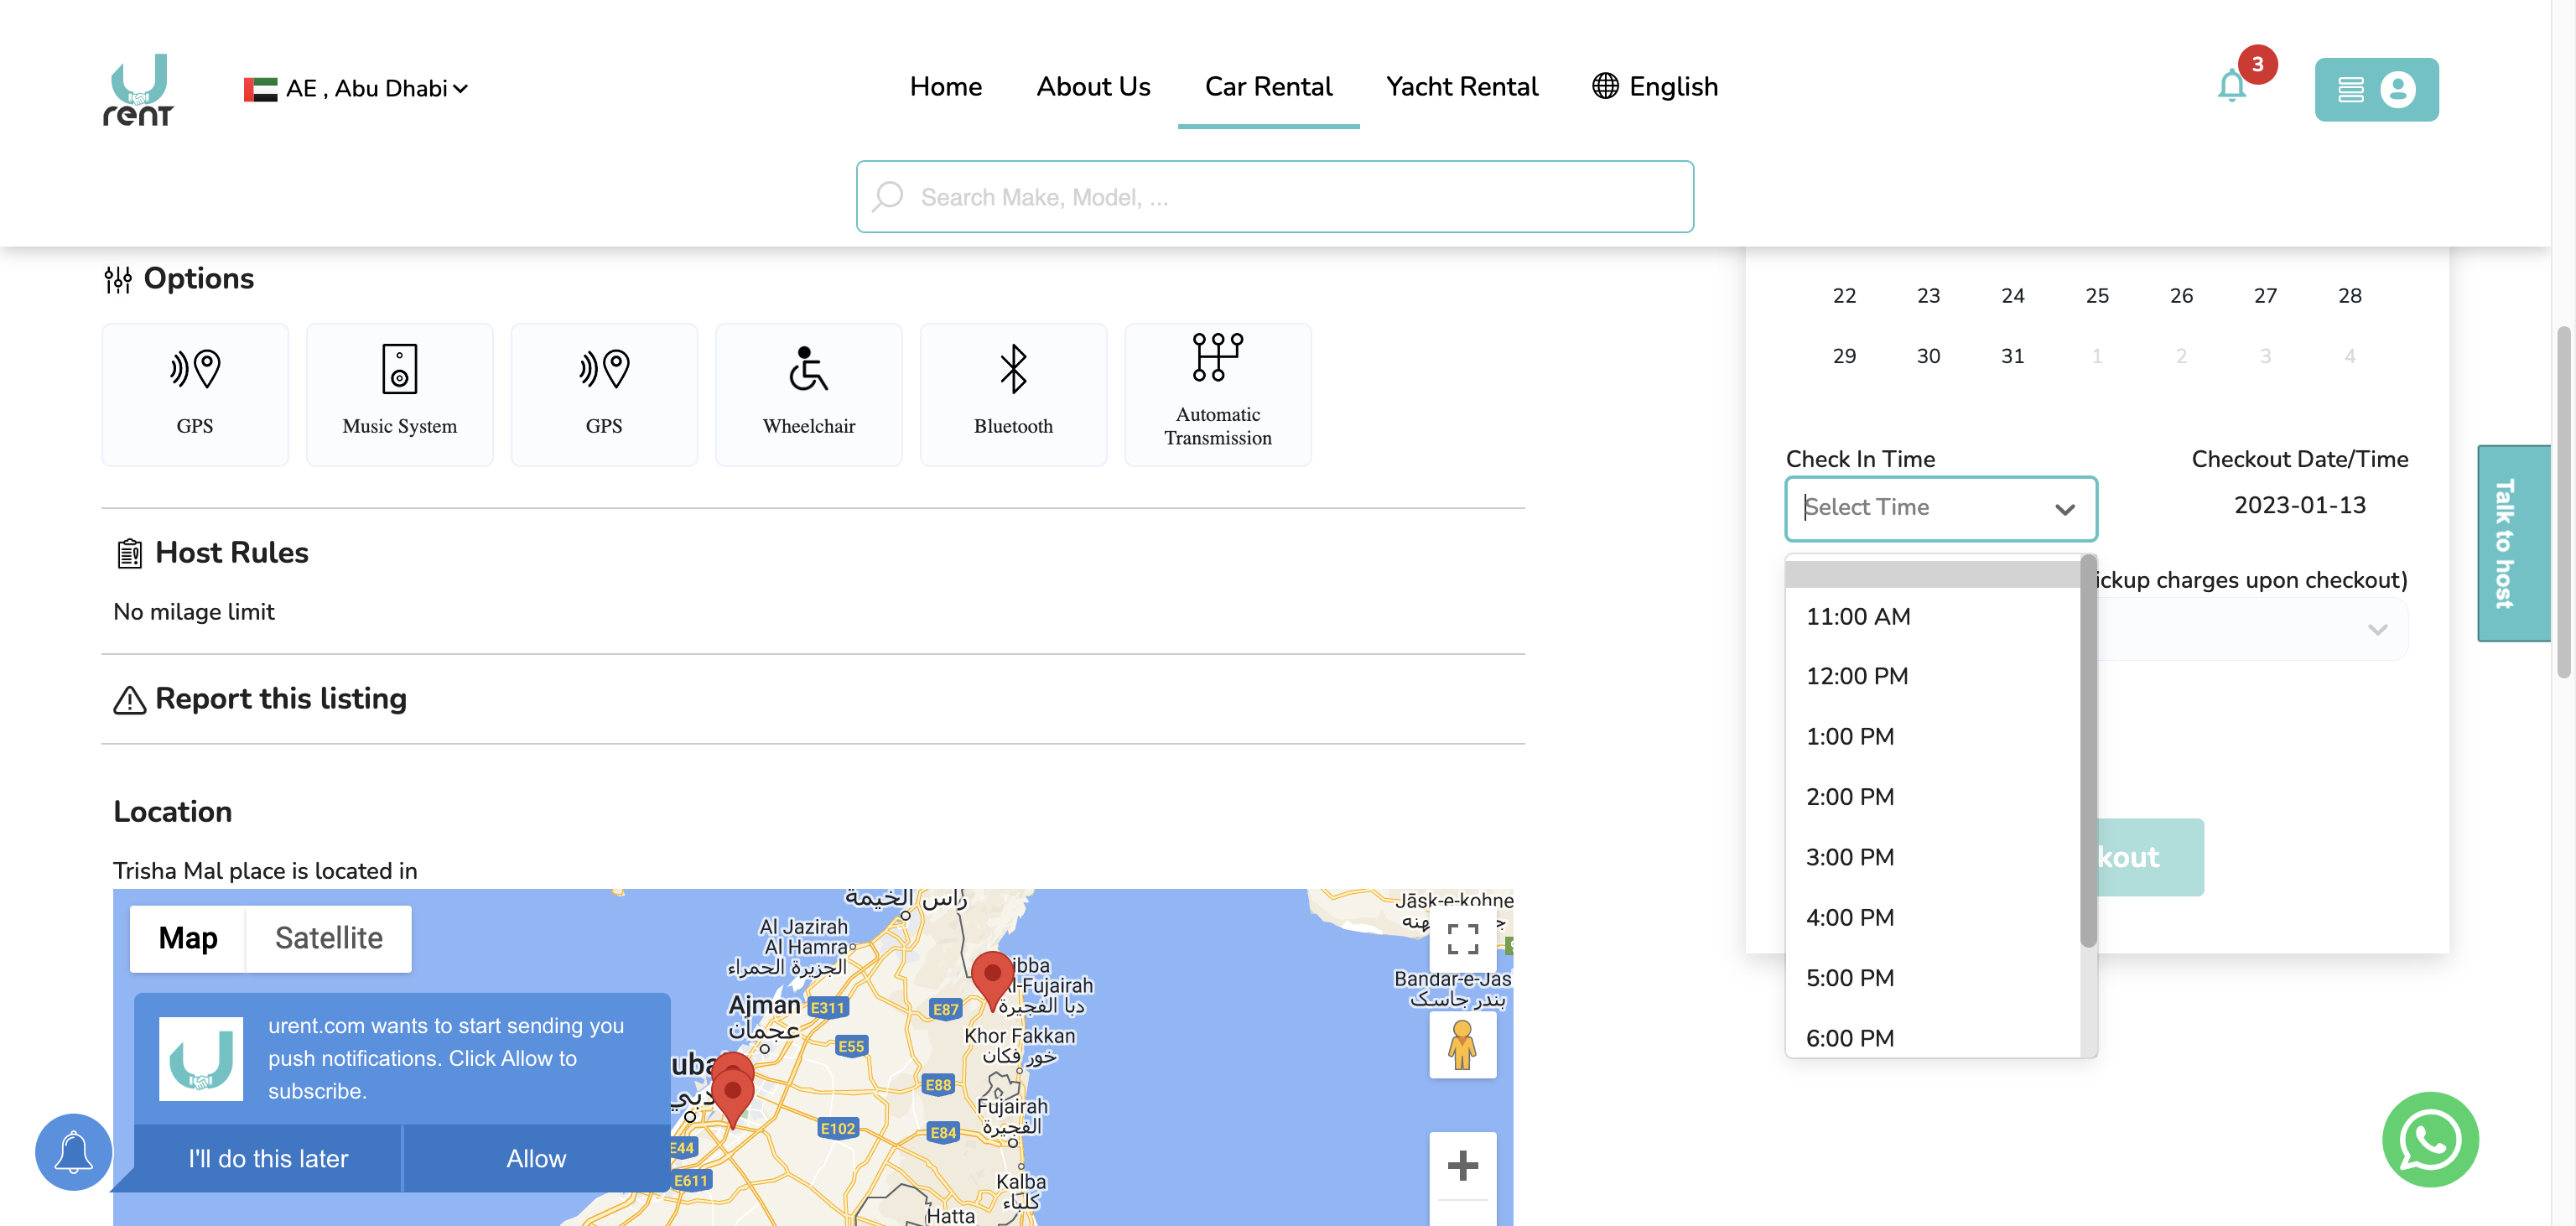 rent
AE , Abu Dhabi
Home
About Us
Car Rental
Yacht Rental
English
3
Search Make, Model, ...
Options
GPS
Music System
GPS
Wheelchair
Bluetooth
Automatic
Transmission
Host Rules
No milage limit
Report this listing
Location
Trisha Mal place is located in
Map
Satellite
urent.com wants to start sending you
push notifications. Click Allow to
subscribe.
I'll do this later
Allow
رأس الخيمة
Al Jazirah
Al Hamra
الجزيرة الحمراء
Ajman
عجمان
E311
E87
ibba
l-Fujairah
دبا الفجيرة
Khor Fakkan
خور فكان
E55
uba
دبي
E88
Fujairah
الفجيرة
E102
E84
E44
E611
Kalba
كلباء
Hatta
Jāsk-e-kohne
Bandar-e-Jas
بندر جاسک
22 23 24 25 26 27 28
29 30 31 1 2 3 4
Check In Time
Select Time
Checkout Date/Time
2023-01-13
ickup charges upon checkout)
11:00 AM
12:00 PM
1:00 PM
2:00 PM
3:00 PM
4:00 PM
5:00 PM
6:00 PM
kout
Talk to host